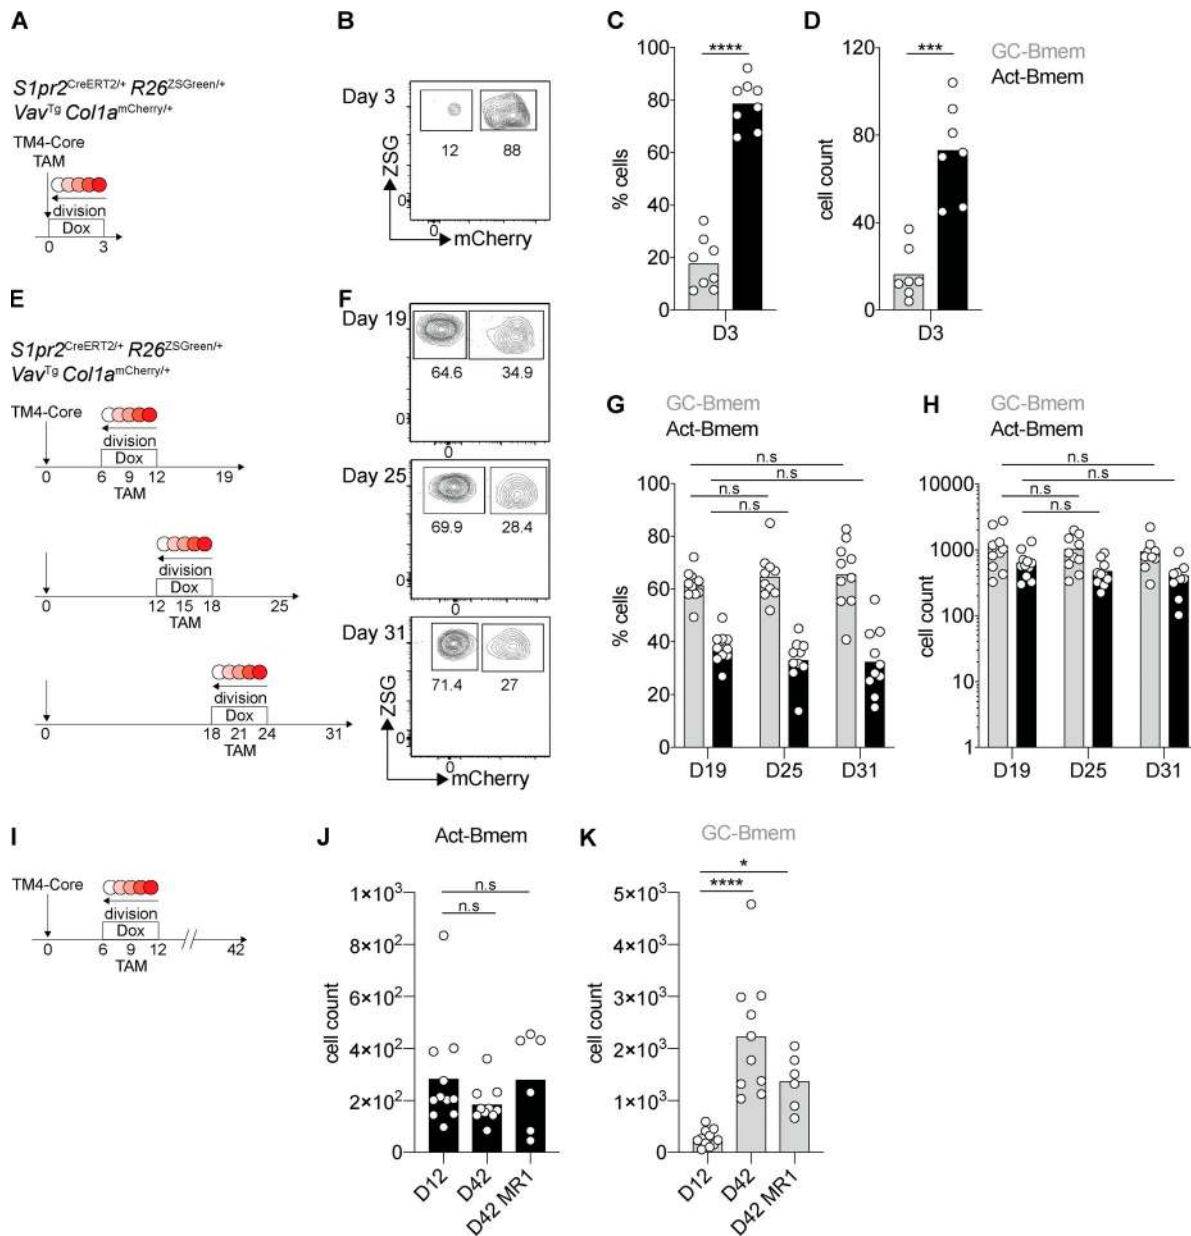 A
S1pr2CreERT2/+ R26ZSGreen/+
VavTg Col1amCherry/+
TM4-Core
TAM
division
Dox
0 3
B
Day 3
12 88
ZSG
0
0
mCherry
C
100
80
60
40
20
0
% cells
****
D3
D
120
80
40
0
cell count
***
D3
GC-Bmem
Act-Bmem
E
S1pr2CreERT2/+ R26ZSGreen/+
VavTg Col1amCherry/+
TM4-Core
division
Dox
0 6 9 12 19
TAM
division
Dox
0 12 15 18 25
TAM
division
Dox
0 18 21 24 31
TAM
F
Day 19
64.6 34.9
0
0
Day 25
69.9 28.4
0
0
Day 31
71.4 27
ZSG
0
0
mCherry
G
GC-Bmem
Act-Bmem
n.s
n.s
n.s
n.s
100
80
60
40
20
0
% cells
D19 D25 D31
H
GC-Bmem
Act-Bmem
n.s
n.s
n.s
n.s
10000
1000
100
10
1
cell count
D19 D25 D31
I
TM4-Core
division
Dox
0 6 9 12 42
TAM
J
Act-Bmem
n.s
n.s
1×10³
8×10²
6×10²
4×10²
2×10²
0
cell count
D12 D42 D42 MR1
K
GC-Bmem
*
****
5×10³
4×10³
3×10³
2×10³
1×10³
0
cell count
D12 D42 D42 MR1